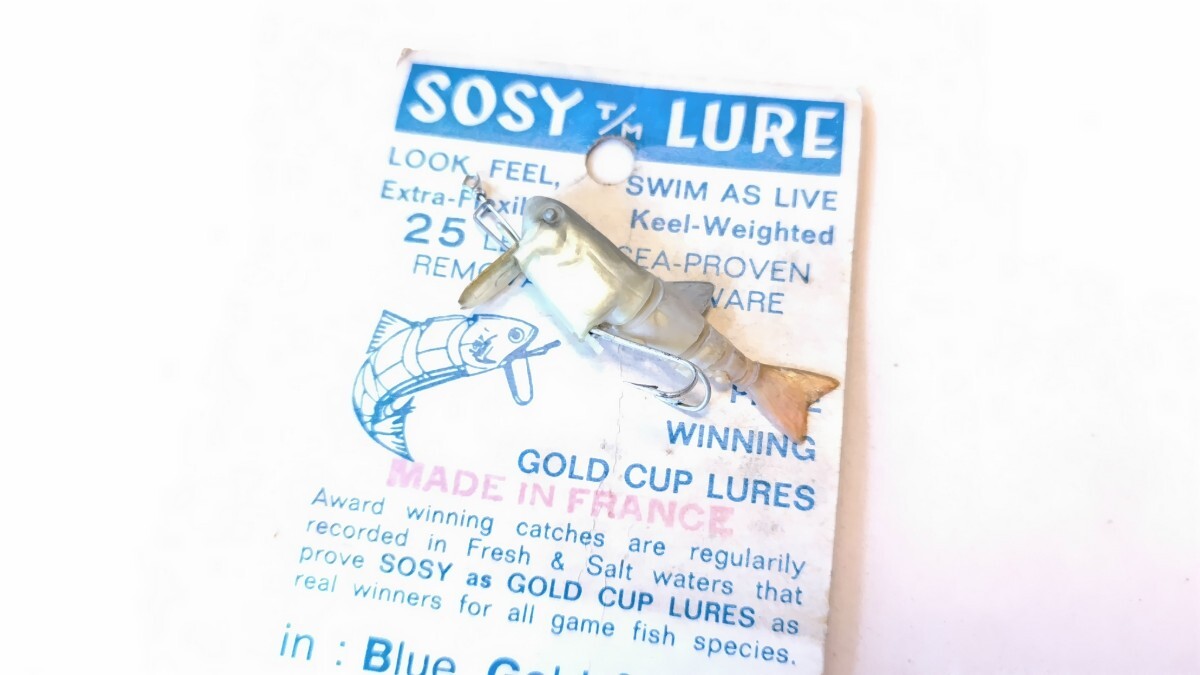 SOSY T/M LURE
LOOK, FEEL, SWIM AS LIVE
Keel-Weighted
25
SEA-PROVEN
WINNING
GOLD CUP LURES
MADE IN FRANCE
Award winning catches are regularily
recorded in Fresh & Salt waters that
prove SOSY as GOLD CUP LURES as
real winners for all game fish species.
in : Blue